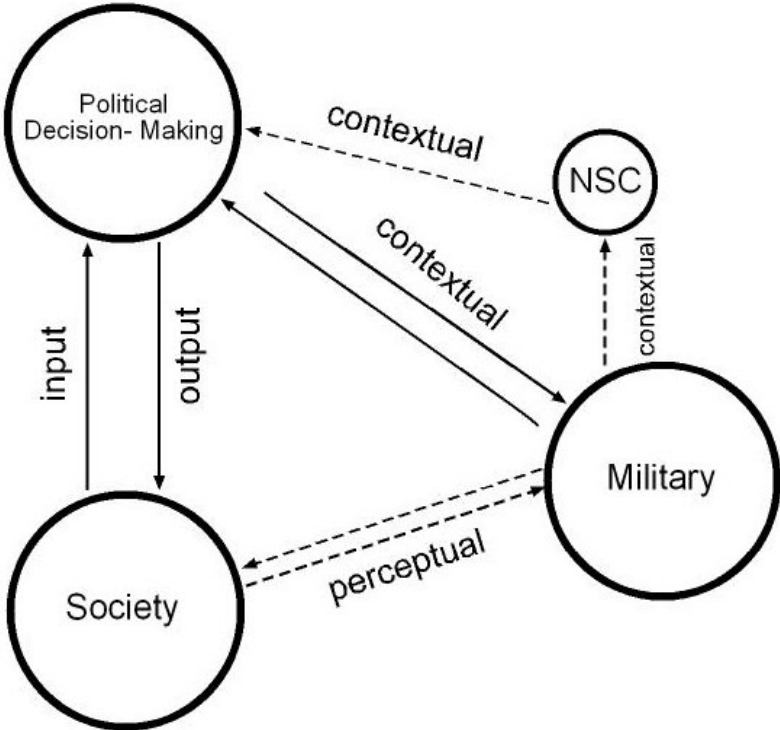 Political
Decision- Making
contextual
NSC
contextual
contextual
input
output
Military
perceptual
Society